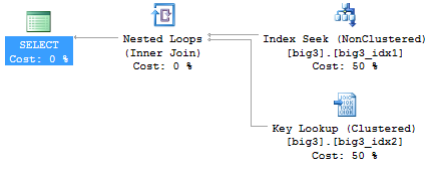 SELECT
Cost: 0 %
Nested Loops
(Inner Join)
Cost: 0 %
Index Seek (NonClustered)
[big3].[big3_idx1]
Cost: 50 %
Key Lookup (Clustered)
[big3].[big3_idx2]
Cost: 50 %